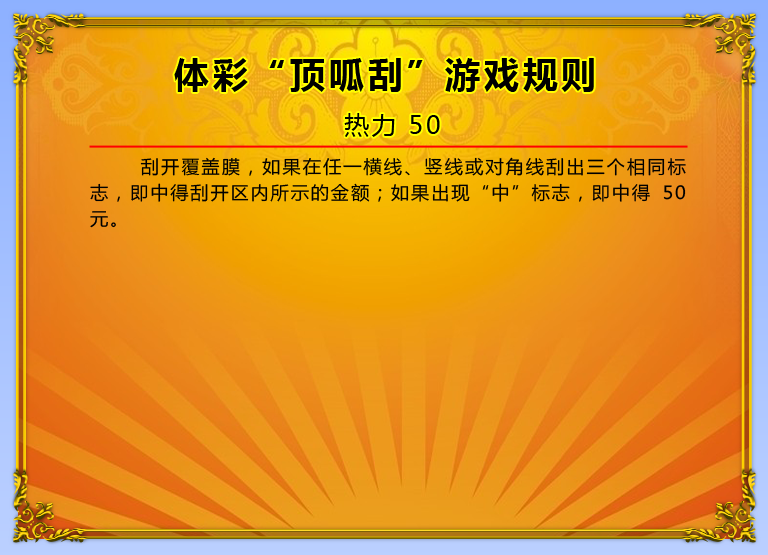 体彩“顶呱刮”游戏规则
热力 50
刮开覆盖膜，如果在任一横线、竖线或对角线刮出三个相同标
志，即中得刮开区内所示的金额；如果出现“中”标志，即中得 50
元。